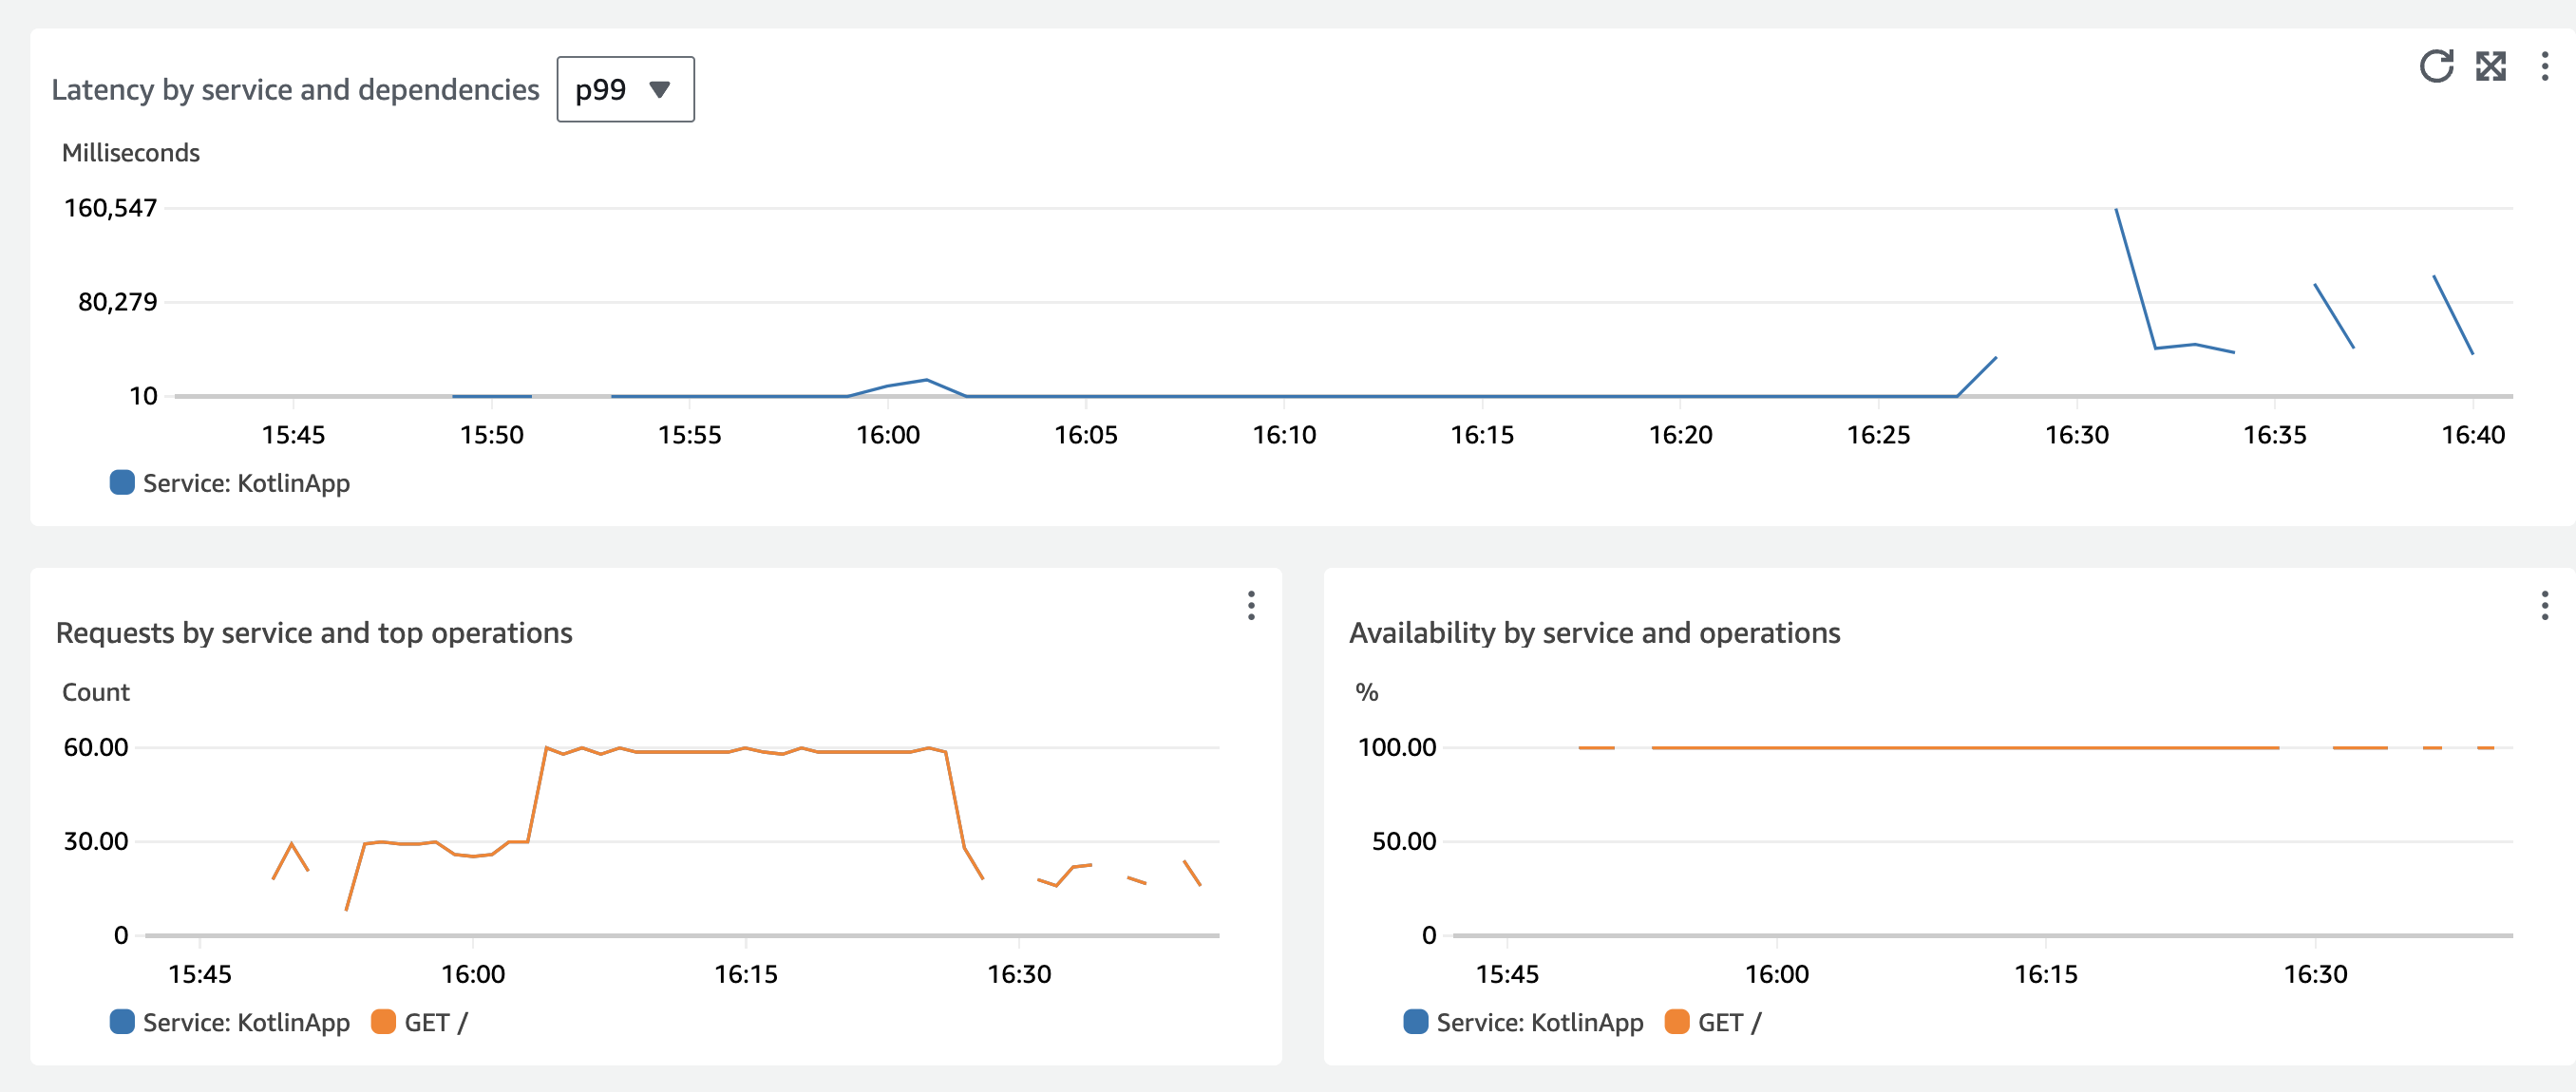 Latency by service and dependencies p99
Milliseconds
160,547
80,279
10
15:45 15:50 15:55 16:00 16:05 16:10 16:15 16:20 16:25 16:30 16:35 16:40
Service: KotlinApp
Requests by service and top operations
Count
60.00
30.00
0
15:45 16:00 16:15 16:30
Service: KotlinApp GET /
Availability by service and operations
%
100.00
50.00
0
15:45 16:00 16:15 16:30
Service: KotlinApp GET /